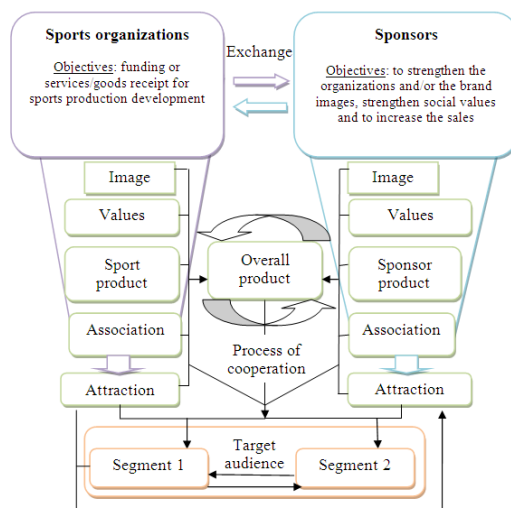 Sports organizations
Objectives: funding or
services/goods receipt for
sports production development
Exchange
Sponsors
Objectives: to strengthen the
organizations and/or the brand
images, strengthen social values
and to increase the sales
Image
Values
Sport
product
Association
Attraction
Overall
product
Process of
cooperation
Image
Values
Sponsor
product
Association
Attraction
Segment 1
Target
audience
Segment 2